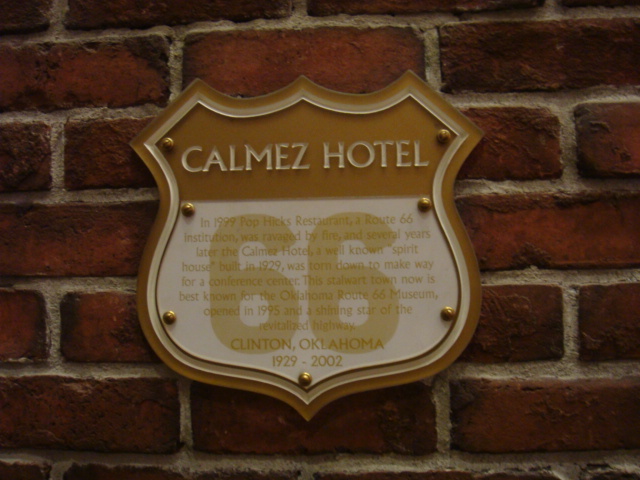 CALMEZ HOTEL
In 1999 Pop Hicks Restaurant, a Route 66
institution, was ravaged by fire, and several years
later the Calmez Hotel, a well known "spirit
house" built in 1929, was torn down to make way
for a conference center. This stalwart town now is
best known for the Oklahoma Route 66 Museum,
opened in 1995 and a shining star of the
revitalized highway.
CLINTON, OKLAHOMA
1929 - 2002
66